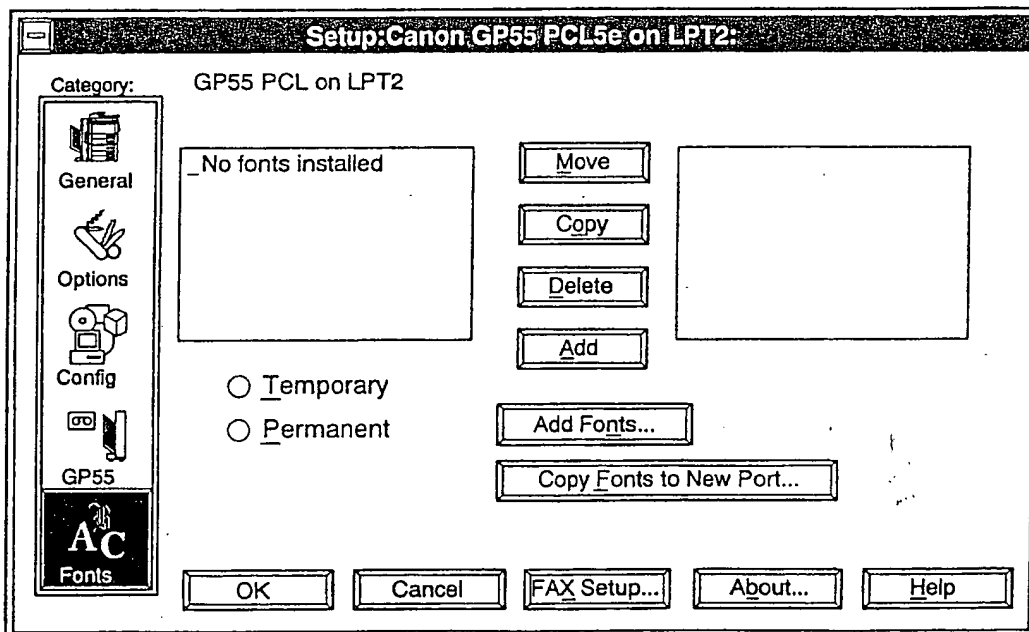 Setup:Canon GP55 PCL5e on LPT2:
Category:
GP55 PCL on LPT2
General
Options
Config
GP55
AC
Fonts
_No fonts installed
Move
Copy
Delete
Add
Temporary
Permanent
Add Fonts...
Copy Fonts to New Port...
OK
Cancel
FAX Setup...
About...
Help